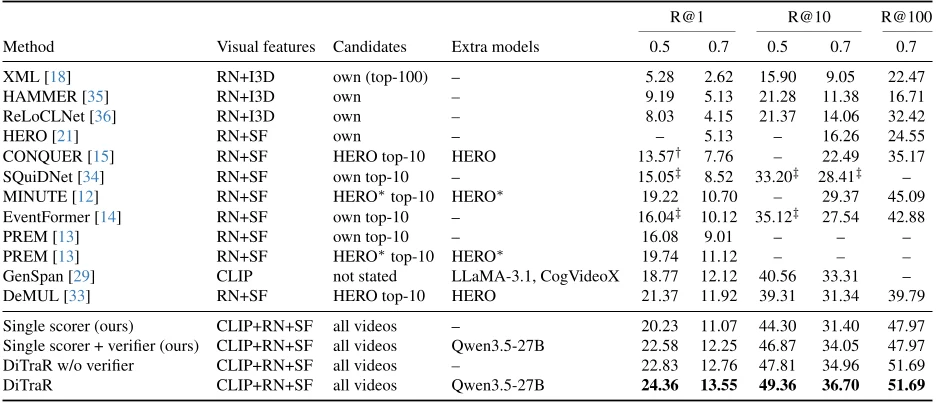 R@1 R@10 R@100
Method Visual features Candidates Extra models 0.5 0.7 0.5 0.7 0.7
XML [18] RN+I3D own (top-100) – 5.28 2.62 15.90 9.05 22.47
HAMMER [35] RN+I3D own – 9.19 5.13 21.28 11.38 16.71
ReLoCLNet [36] RN+I3D own – 8.03 4.15 21.37 14.06 32.42
HERO [21] RN+SF own – – 5.13 – 16.26 24.55
CONQUER [15] RN+SF HERO top-10 HERO 13.57† 7.76 – 22.49 35.17
SQuiDNet [34] RN+SF own top-10 – 15.05‡ 8.52 33.20‡ 28.41‡ –
MINUTE [12] RN+SF HERO* top-10 HERO* 19.22 10.70 – 29.37 45.09
EventFormer [14] RN+SF own top-10 – 16.04‡ 10.12 35.12‡ 27.54 42.88
PREM [13] RN+SF own top-10 – 16.08 9.01 – – –
PREM [13] RN+SF HERO* top-10 HERO* 19.74 11.12 – – –
GenSpan [29] CLIP not stated LLaMA-3.1, CogVideoX 18.77 12.12 40.56 33.31 –
DeMUL [33] RN+SF HERO top-10 HERO 21.37 11.92 39.31 31.34 39.79
Single scorer (ours) CLIP+RN+SF all videos – 20.23 11.07 44.30 31.40 47.97
Single scorer + verifier (ours) CLIP+RN+SF all videos Qwen3.5-27B 22.58 12.25 46.87 34.05 47.97
DiTraR w/o verifier CLIP+RN+SF all videos – 22.83 12.76 47.81 34.96 51.69
DiTraR CLIP+RN+SF all videos Qwen3.5-27B 24.36 13.55 49.36 36.70 51.69